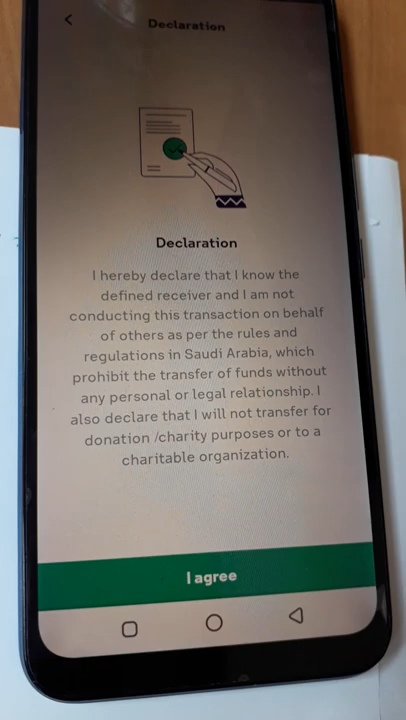 Declaration
Declaration
I hereby declare that I know the
defined receiver and I am not
conducting this transaction on behalf
of others as per the rules and
regulations in Saudi Arabia, which
prohibit the transfer of funds without
any personal or legal relationship. I
also declare that I will not transfer for
donation /charity purposes or to a
charitable organization.
I agree